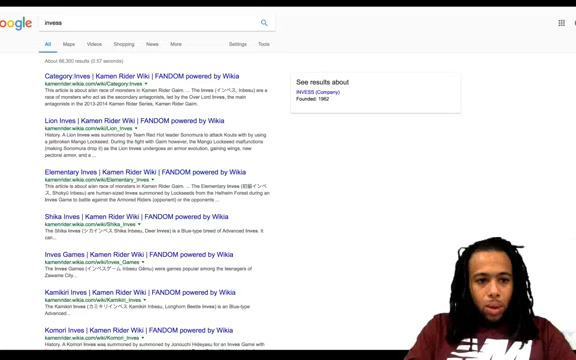 oogle invess
All Maps Videos Shopping News More Settings Tools
About 66,300 results (0.57 seconds)
Category:Inves | Kamen Rider Wiki | FANDOM powered by Wikia
kamenrider.wikia.com/wiki/Category:Inves
This article is about a/an race of monsters in Kamen Rider Gaim. ... The Inves (インベス, Inbesu) are a
race of monsters who act as the secondary antagonists, led by the Over Lord Inves, the main
antagonists in the 2013-2014 Kamen Rider Series, Kamen Rider Gaim.
Lion Inves | Kamen Rider Wiki | FANDOM powered by Wikia
kamenrider.wikia.com/wiki/Lion_Inves
History. A Lion Inves was summoned by Team Red Hot leader Sonomura to attack Kouta with by using
a jailbroken Mango Lockseed. During the fight with Gaim however, the Mango Lockseed malfunctions
(making Sonomura drop it) as the Lion Inves undergoes an armor evolution, gaining wings, new
pectoral armor, and a ...
Elementary Inves | Kamen Rider Wiki | FANDOM powered by Wikia
kamenrider.wikia.com/wiki/Elementary_Inves
This article is about a/an race of monsters in Kamen Rider Gaim. ... The Elementary Inves (初級インベ
ス, Shokyū Inbesu) are human-sized Inves summoned by Lockseeds from the Helheim Forest during an
Inves Game to battle against the Armored Riders (opponent) or the opponents ...
Shika Inves | Kamen Rider Wiki | FANDOM powered by Wikia
kamenrider.wikia.com/wiki/Shika_Inves
The Shika Inves (シカインベス Shika Inbesu, Deer Inves) is a Blue-type breed of Advanced Inves. It
can...
Inves Games | Kamen Rider Wiki | FANDOM powered by Wikia
kamenrider.wikia.com/wiki/Inves_Games
The Inves Games (インベスゲーム Inbesu Gēmu) were games popular among the teenagers of
Zawame City...
Kamikiri Inves | Kamen Rider Wiki | FANDOM powered by Wikia
kamenrider.wikia.com/wiki/Kamikiri_Inves
The Kamikiri Inves (カミキリインベス Kamikiri Inbesu, Longhorn Beetle Inves) is an Blue-type
Advanced...
Komori Inves | Kamen Rider Wiki | FANDOM powered by Wikia
kamenrider.wikia.com/wiki/Komori_Inves
History. A Komori Inves was summoned by Jonouchi Hideyasu for an Inves Game with
See results about
INVESS (Company)
Founded: 1962